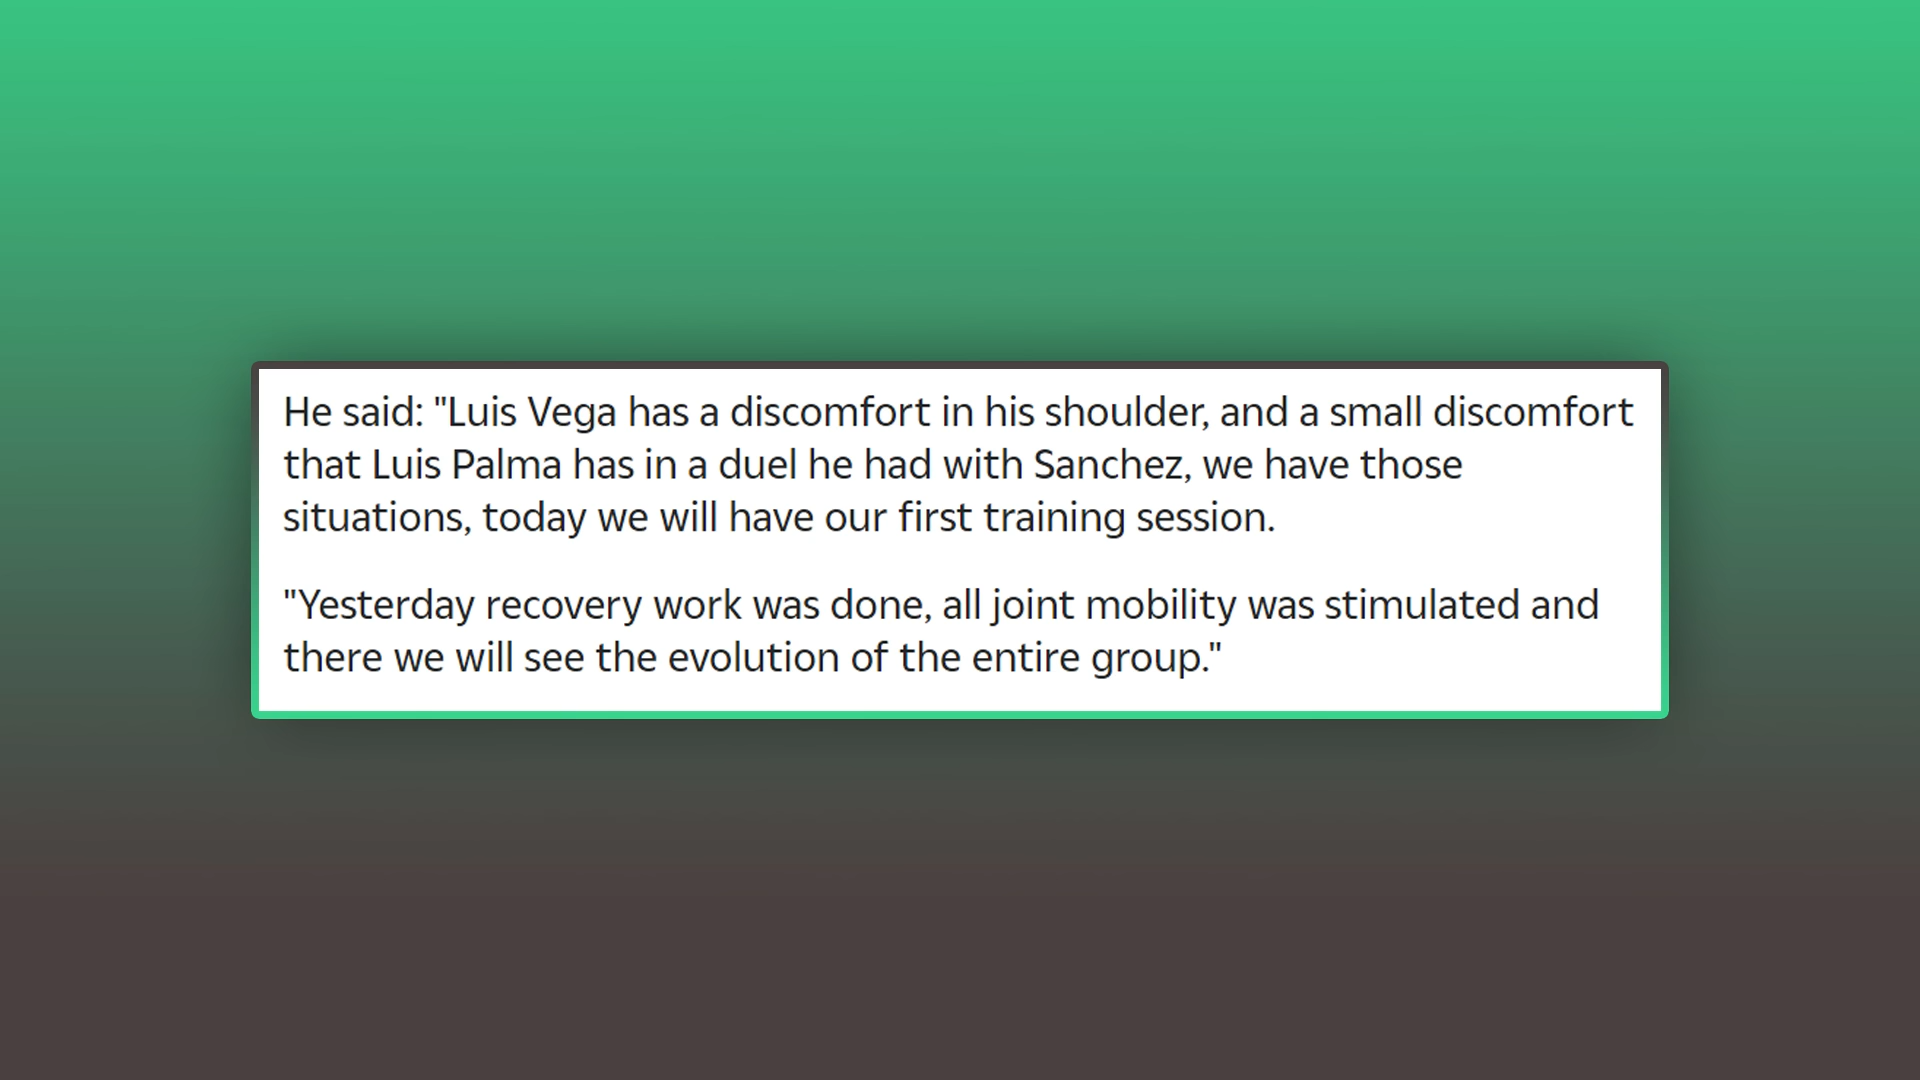 He said: "Luis Vega has a discomfort in his shoulder, and a small discomfort
that Luis Palma has in a duel he had with Sanchez, we have those
situations, today we will have our first training session.
"Yesterday recovery work was done, all joint mobility was stimulated and
there we will see the evolution of the entire group."